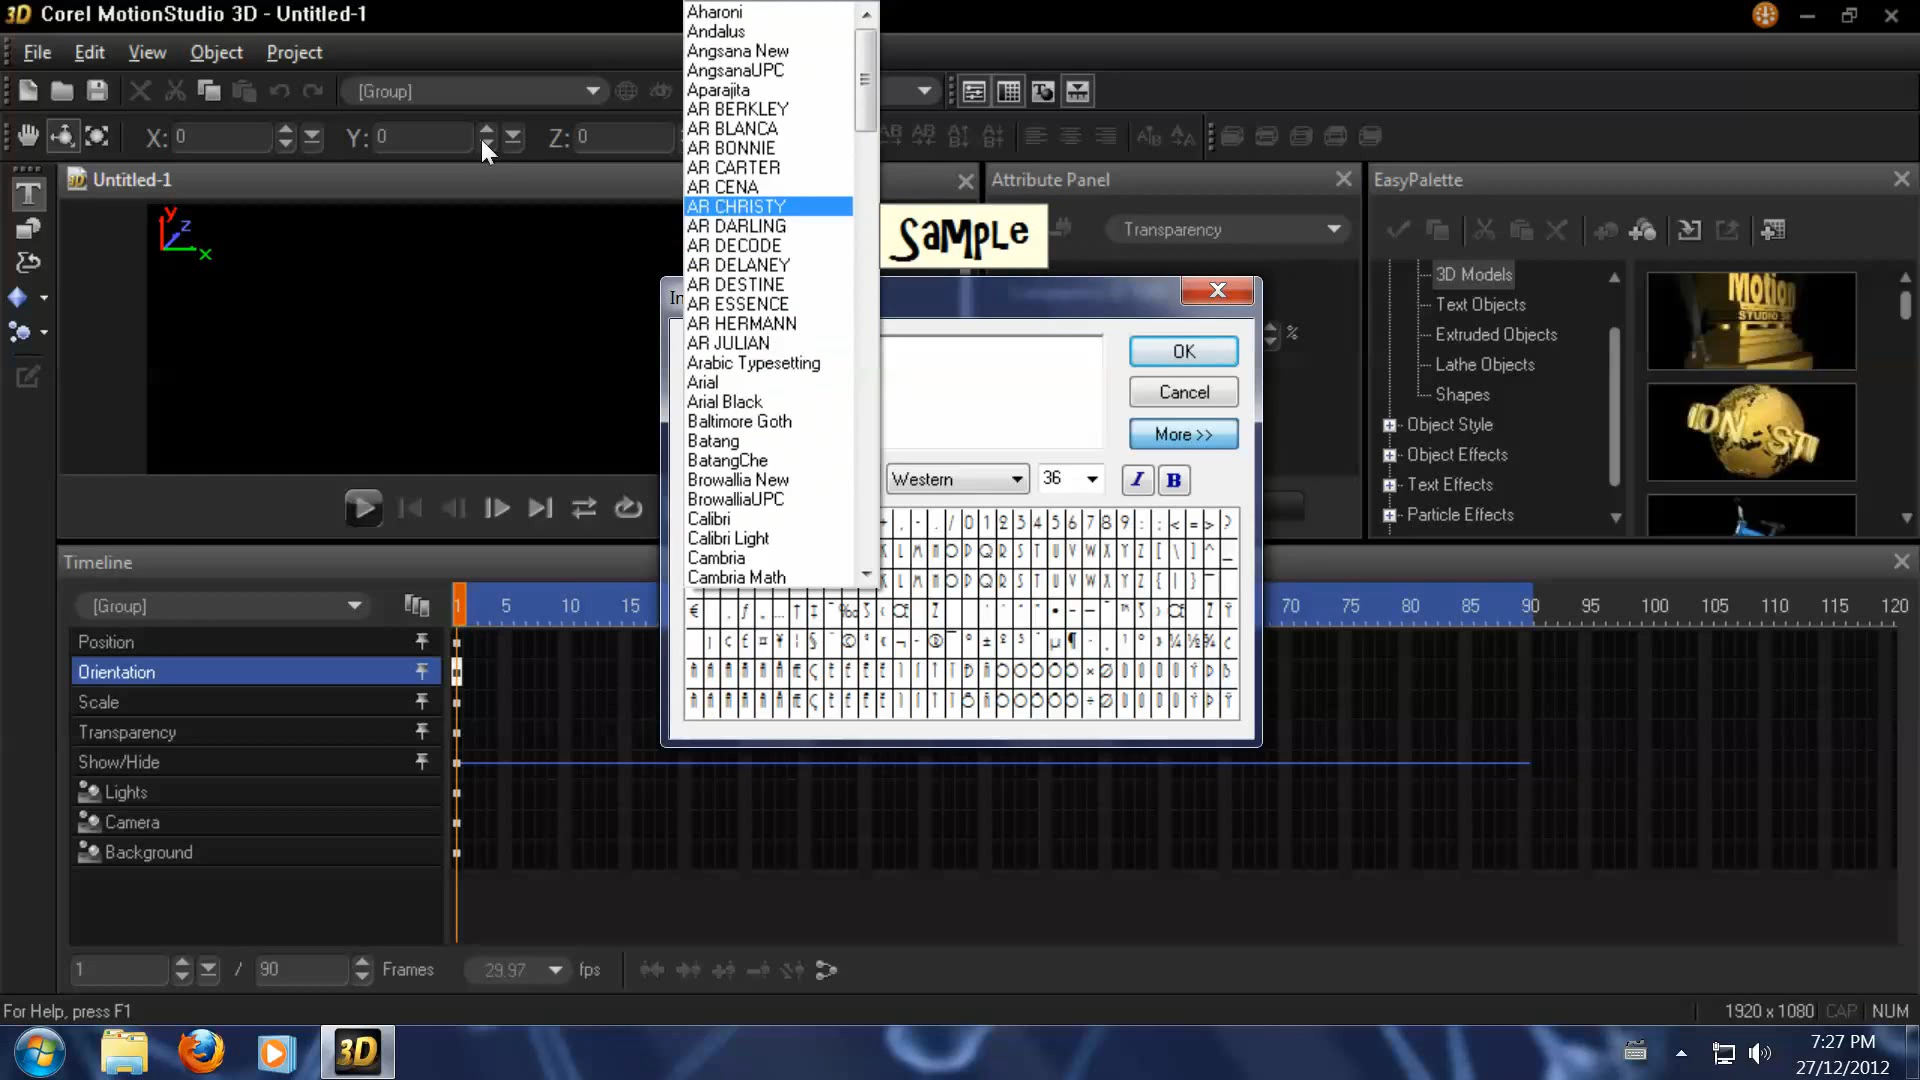 Corel MotionStudio 3D - Untitled-1
File Edit View Object Project
[Group]
X: 0 Y: 0 Z: 0
Untitled-1
Attribute Panel
EasyPalette
Transparency
3D Models
Text Objects
Extruded Objects
Lathe Objects
Shapes
Object Style
Object Effects
Text Effects
Particle Effects
Aharoni
Andalus
Angsana New
AngsanaUPC
Aparajita
AR BERKLEY
AR BLANCA
AR BONNIE
AR CARTER
AR CENA
AR CHRISTY
AR DARLING
AR DECODE
AR DELANEY
AR DESTINE
AR ESSENCE
AR HERMANN
AR JULIAN
Arabic Typesetting
Arial
Arial Black
Baltimore Goth
Batang
BatangChe
Browallia New
BrowalliaUPC
Calibri
Calibri Light
Cambria
Cambria Math
SaMPLe
OK
Cancel
More >>
%
Western 36 I B
Timeline
[Group]
1 5 10 15 70 75 80 85 90 95 100 105 110 115 120
Position
Orientation
Scale
Transparency
Show/Hide
Lights
Camera
Background
1 / 90 Frames 29.97 fps
For Help, press F1
1920 x 1080 CAP NUM
3D
7:27 PM
27/12/2012